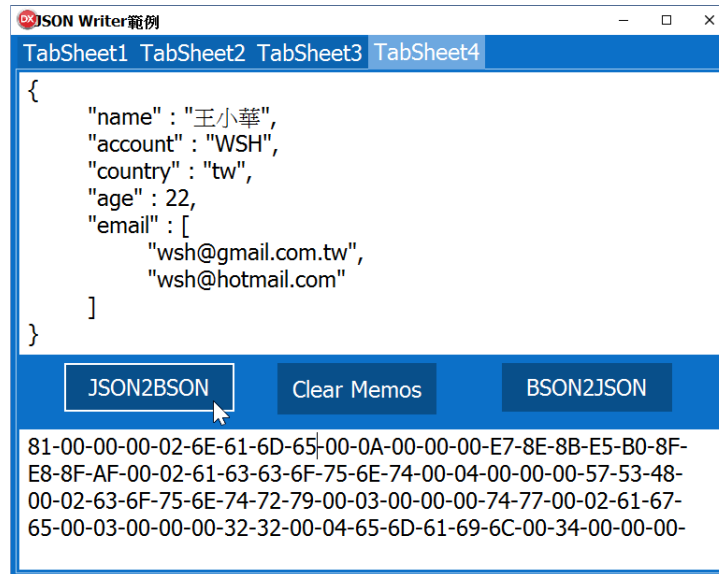 JSON Writer範例
TabSheet1 TabSheet2 TabSheet3 TabSheet4
{
"name" : "王小華",
"account" : "WSH",
"country" : "tw",
"age" : 22,
"email" : [
"wsh@gmail.com.tw",
"wsh@hotmail.com"
]
}
JSON2BSON Clear Memos BSON2JSON
81-00-00-00-02-6E-61-6D-65-00-0A-00-00-00-E7-8E-8B-E5-B0-8F-
E8-8F-AF-00-02-61-63-63-6F-75-6E-74-00-04-00-00-00-57-53-48-
00-02-63-6F-75-6E-74-72-79-00-03-00-00-00-74-77-00-02-61-67-
65-00-03-00-00-00-32-32-00-04-65-6D-61-69-6C-00-34-00-00-00-